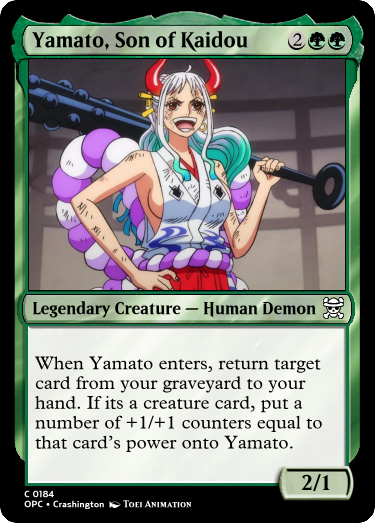 Yamato, Son of Kaidou 2
Legendary Creature — Human Demon
When Yamato enters, return target
card from your graveyard to your
hand. If its a creature card, put a
number of +1/+1 counters equal to
that card's power onto Yamato.
2/1
C 0184
OPC • Crashington TOEI ANIMATION